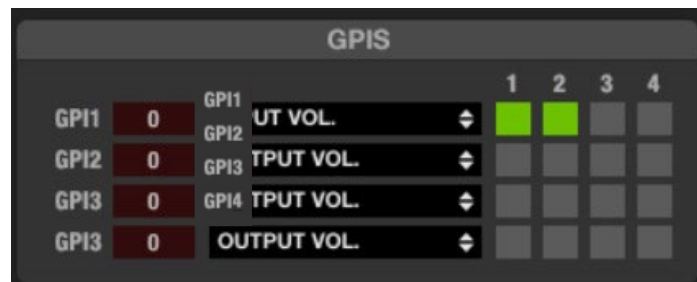 GPIS
1 2 3 4
GPI1 0 GPI1 UT VOL.
GPI2 0 GPI2 TPUT VOL.
GPI3 0 GPI3 TPUT VOL.
GPI3 0 GPI4 OUTPUT VOL.